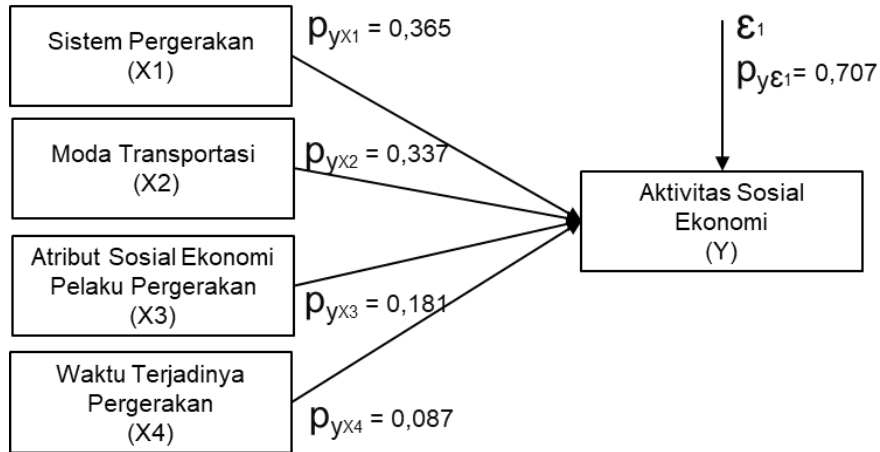 Sistem Pergerakan
(X1)
pyX1 = 0,365
ε1
pyε1= 0,707
Moda Transportasi
(X2)
pyX2 = 0,337
Aktivitas Sosial
Ekonomi
(Y)
Atribut Sosial Ekonomi
Pelaku Pergerakan
(X3)
pyX3 = 0,181
Waktu Terjadinya
Pergerakan
(X4)
pyX4 = 0,087